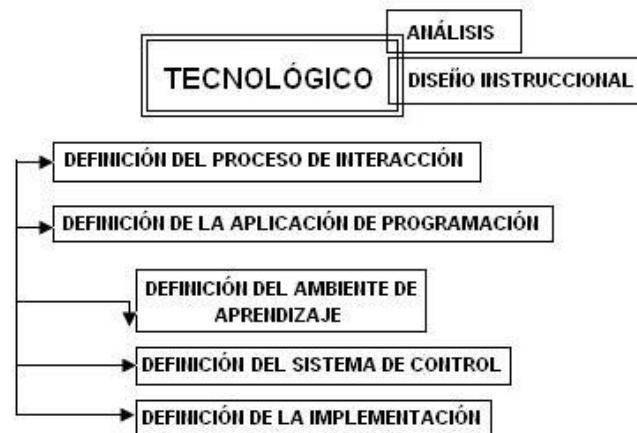 ANÁLISIS
TECNOLÓGICO
DISEÑO INSTRUCCIONAL
DEFINICIÓN DEL PROCESO DE INTERACCIÓN
DEFINICIÓN DE LA APLICACIÓN DE PROGRAMACIÓN
DEFINICIÓN DEL AMBIENTE DE
APRENDIZAJE
DEFINICIÓN DEL SISTEMA DE CONTROL
DEFINICIÓN DE LA IMPLEMENTACIÓN